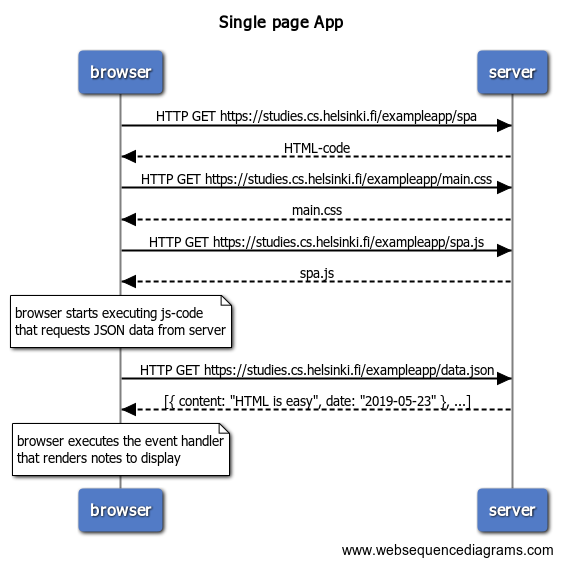 Single page App
browser
server
HTTP GET https://studies.cs.helsinki.fi/exampleapp/spa
HTML-code
HTTP GET https://studies.cs.helsinki.fi/exampleapp/main.css
main.css
HTTP GET https://studies.cs.helsinki.fi/exampleapp/spa.js
spa.js
browser starts executing js-code
that requests JSON data from server
HTTP GET https://studies.cs.helsinki.fi/exampleapp/data.json
[{ content: "HTML is easy", date: "2019-05-23" }, ...]
browser executes the event handler
that renders notes to display
browser
server
www.websequencediagrams.com